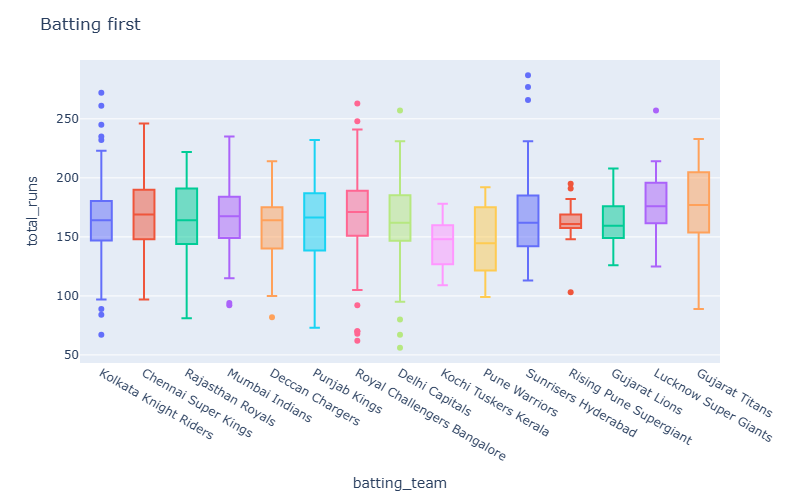 Batting first
total_runs
250
200
150
100
50
Kolkata Knight Riders
Chennai Super Kings
Rajasthan Royals
Mumbai Indians
Deccan Chargers
Punjab Kings
Royal Challengers Bangalore
Delhi Capitals
Kochi Tuskers Kerala
Pune Warriors
Sunrisers Hyderabad
Rising Pune Supergiant
Gujarat Lions
Lucknow Super Giants
Gujarat Titans
batting_team